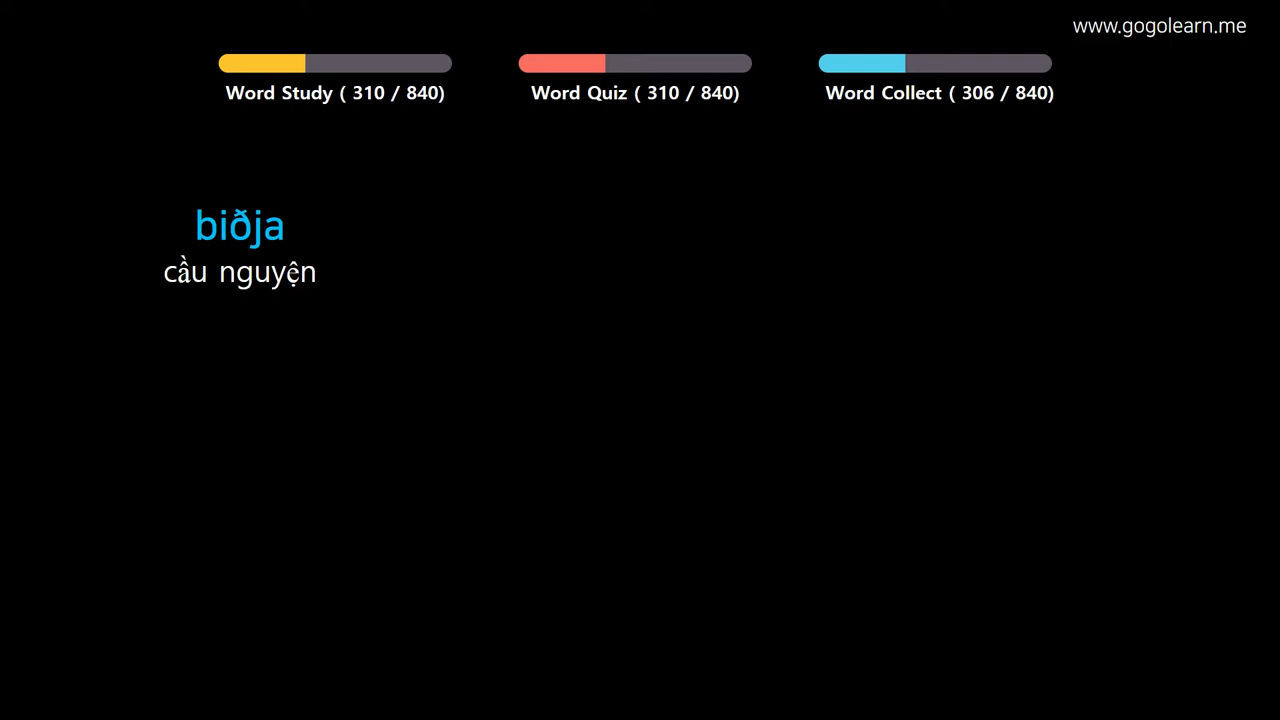 www.gogolearn.me
Word Study ( 310 / 840)
Word Quiz ( 310 / 840)
Word Collect ( 306 / 840)
biðja
cầu nguyện